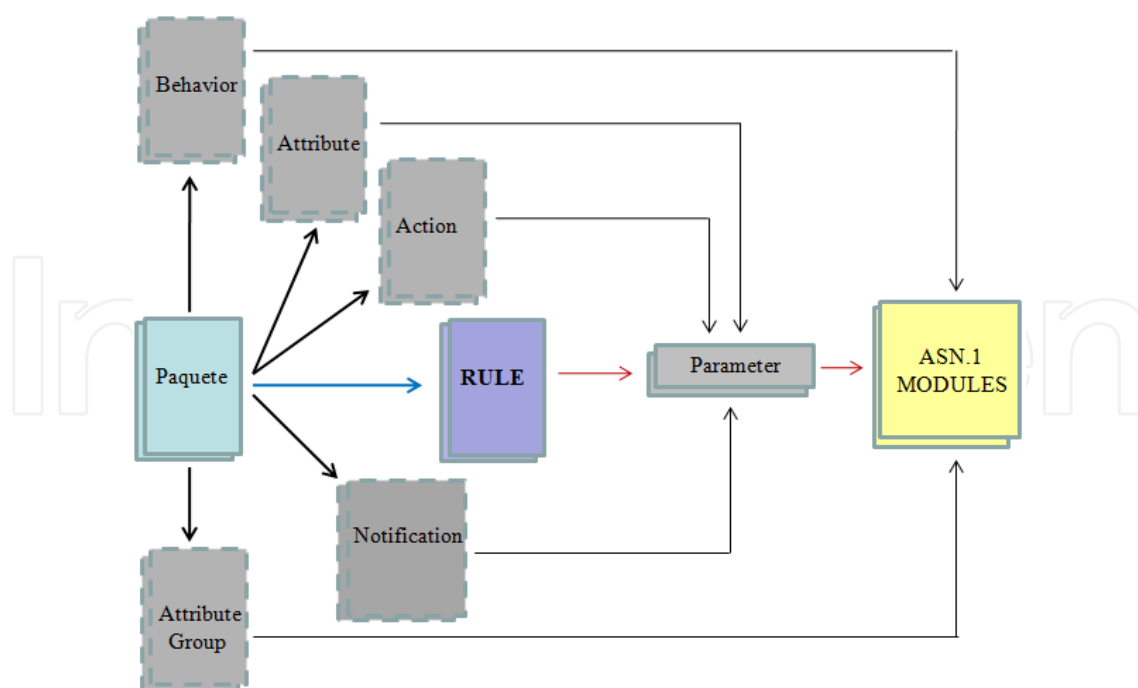 Behavior
Attribute
Action
Paquete
RULE
Parameter
ASN.1
MODULES
Notification
Attribute
Group